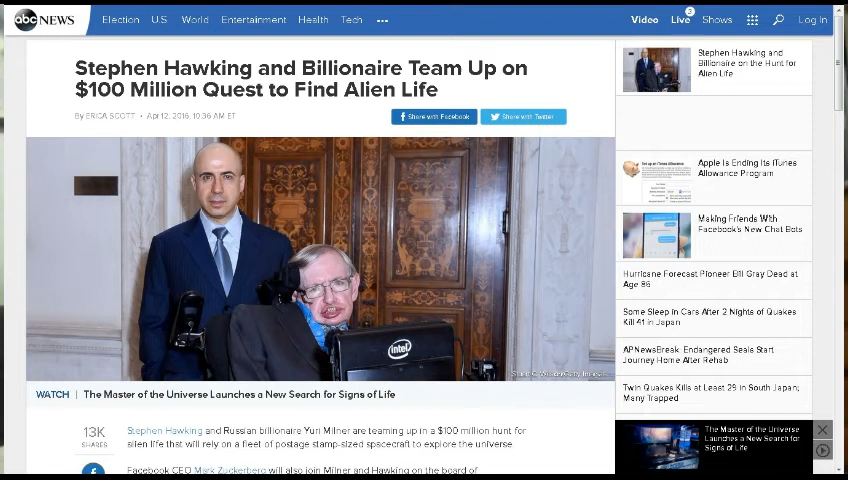 abc NEWS
Election U.S. World Entertainment Health Tech
Video Live 3 Shows Log In
Stephen Hawking and Billionaire Team Up on
$100 Million Quest to Find Alien Life
By ERICA SCOTT • Apr 12, 2016, 10:36 AM ET
Share with Facebook
Share with Twitter
intel
WATCH | The Master of the Universe Launches a New Search for Signs of Life
13K
SHARES
Stephen Hawking and Russian billionaire Yuri Milner are teaming up in a $100 million hunt for
alien life that will rely on a fleet of postage stamp-sized spacecraft to explore the universe.
Facebook CEO Mark Zuckerberg will also join Milner and Hawking on the board of
Stephen Hawking and
Billionaire on the Hunt for
Alien Life
Apple Is Ending Its iTunes
Allowance Program
Making Friends With
Facebook's New Chat Bots
Hurricane Forecast Pioneer Bill Gray Dead at
Age 86
Some Sleep in Cars After 2 Nights of Quakes
Kill 41 in Japan
AP NewsBreak: Endangered Seals Start
Journey Home After Rehab
Twin Quakes Kills at Least 29 in South Japan;
Many Trapped
The Master of the Universe
Launches a New Search for
Signs of Life